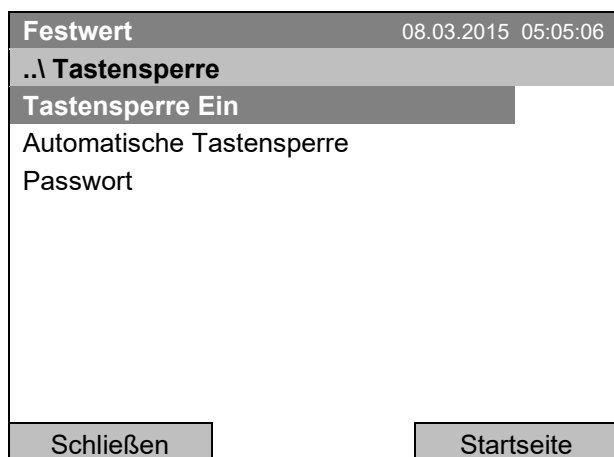 Festwert 08.03.2015 05:05:06
..\ Tastensperre
Tastensperre Ein
Automatische Tastensperre
Passwort
Schließen Startseite